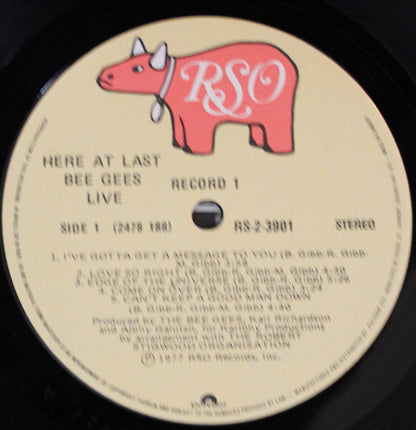 RSO
HERE AT LAST
BEE GEES
LIVE
RECORD 1
SIDE 1 (2479 188)
RS-2-3901
STEREO
1. I'VE GOTTA GET A MESSAGE TO YOU (B. Gibb-R. Gibb-
M. Gibb) 3:38
2. LOVE SO RIGHT (B. Gibb-R. Gibb-M. Gibb) 4:50
3. EDGE OF THE UNIVERSE (B. Gibb-R. Gibb) 5:26
4. COME ON OVER (B. Gibb-R. Gibb) 3:24
5. CAN'T KEEP A GOOD MAN DOWN
(B. Gibb-R. Gibb-M. Gibb) 4:40
Produced by THE BEE GEES, Karl Richardson
and Albhy Galuten, for Karlbhy Productions
by arrangement with THE ROBERT
STIGWOOD ORGANISATION
Ⓟ 1977 RSO Records, Inc.